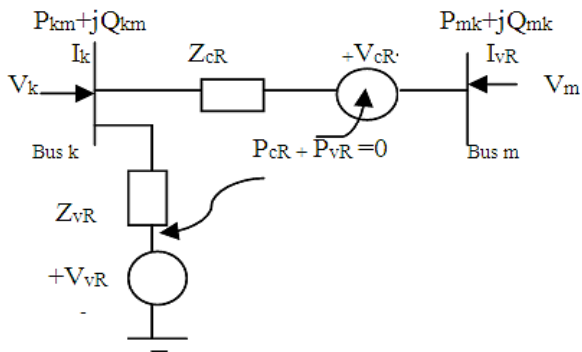 Pkm+jQkm
Pmk+jQmk
Ik
ZcR
+VcR.
IvR
Vk
Vm
Bus k
PcR + PvR =0
Bus m
ZvR
+VvR
-